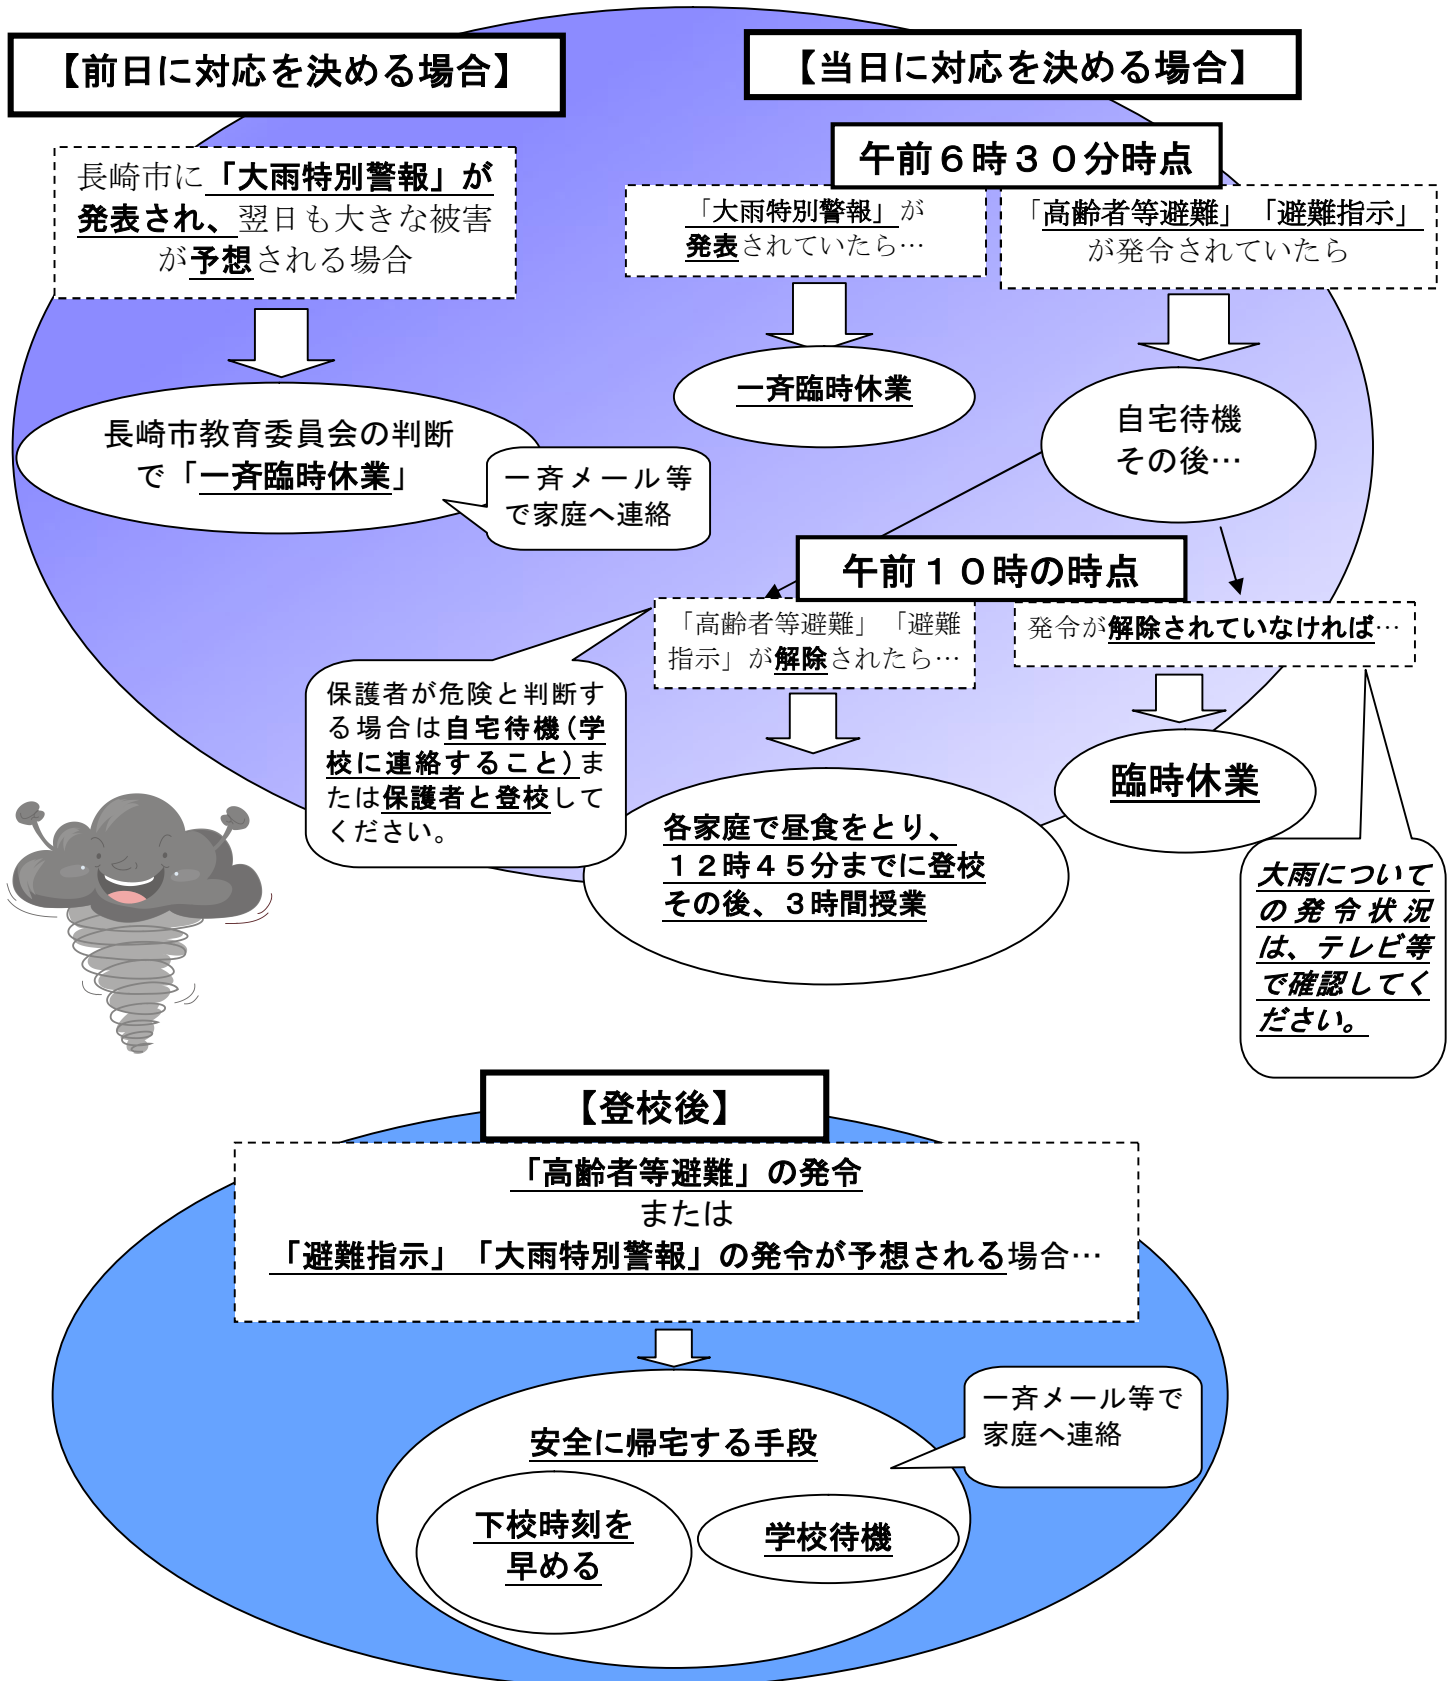 【前日に対応を決める場合】
長崎市に「大雨特別警報」が
発表され、翌日も大きな被害
が予想される場合
長崎市教育委員会の判断
で「一斉臨時休業」
一斉メール等
で家庭へ連絡
【当日に対応を決める場合】
午前６時３０分時点
「大雨特別警報」が
発表されていたら…
一斉臨時休業
「高齢者等避難」「避難指示」
が発令されていたら
自宅待機
その後…
午前１０時の時点
「高齢者等避難」「避難
指示」が解除されたら…
発令が解除されていなければ…
保護者が危険と判断す
る場合は自宅待機（学
校に連絡すること）ま
たは保護者と登校して
ください。
各家庭で昼食をとり、
１２時４５分までに登校
その後、３時間授業
臨時休業
大雨について
の発令状況
は、テレビ等
で確認してく
ださい。
【登校後】
「高齢者等避難」の発令
または
「避難指示」「大雨特別警報」の発令が予想される場合…
安全に帰宅する手段
下校時刻を
早める
学校待機
一斉メール等で
家庭へ連絡